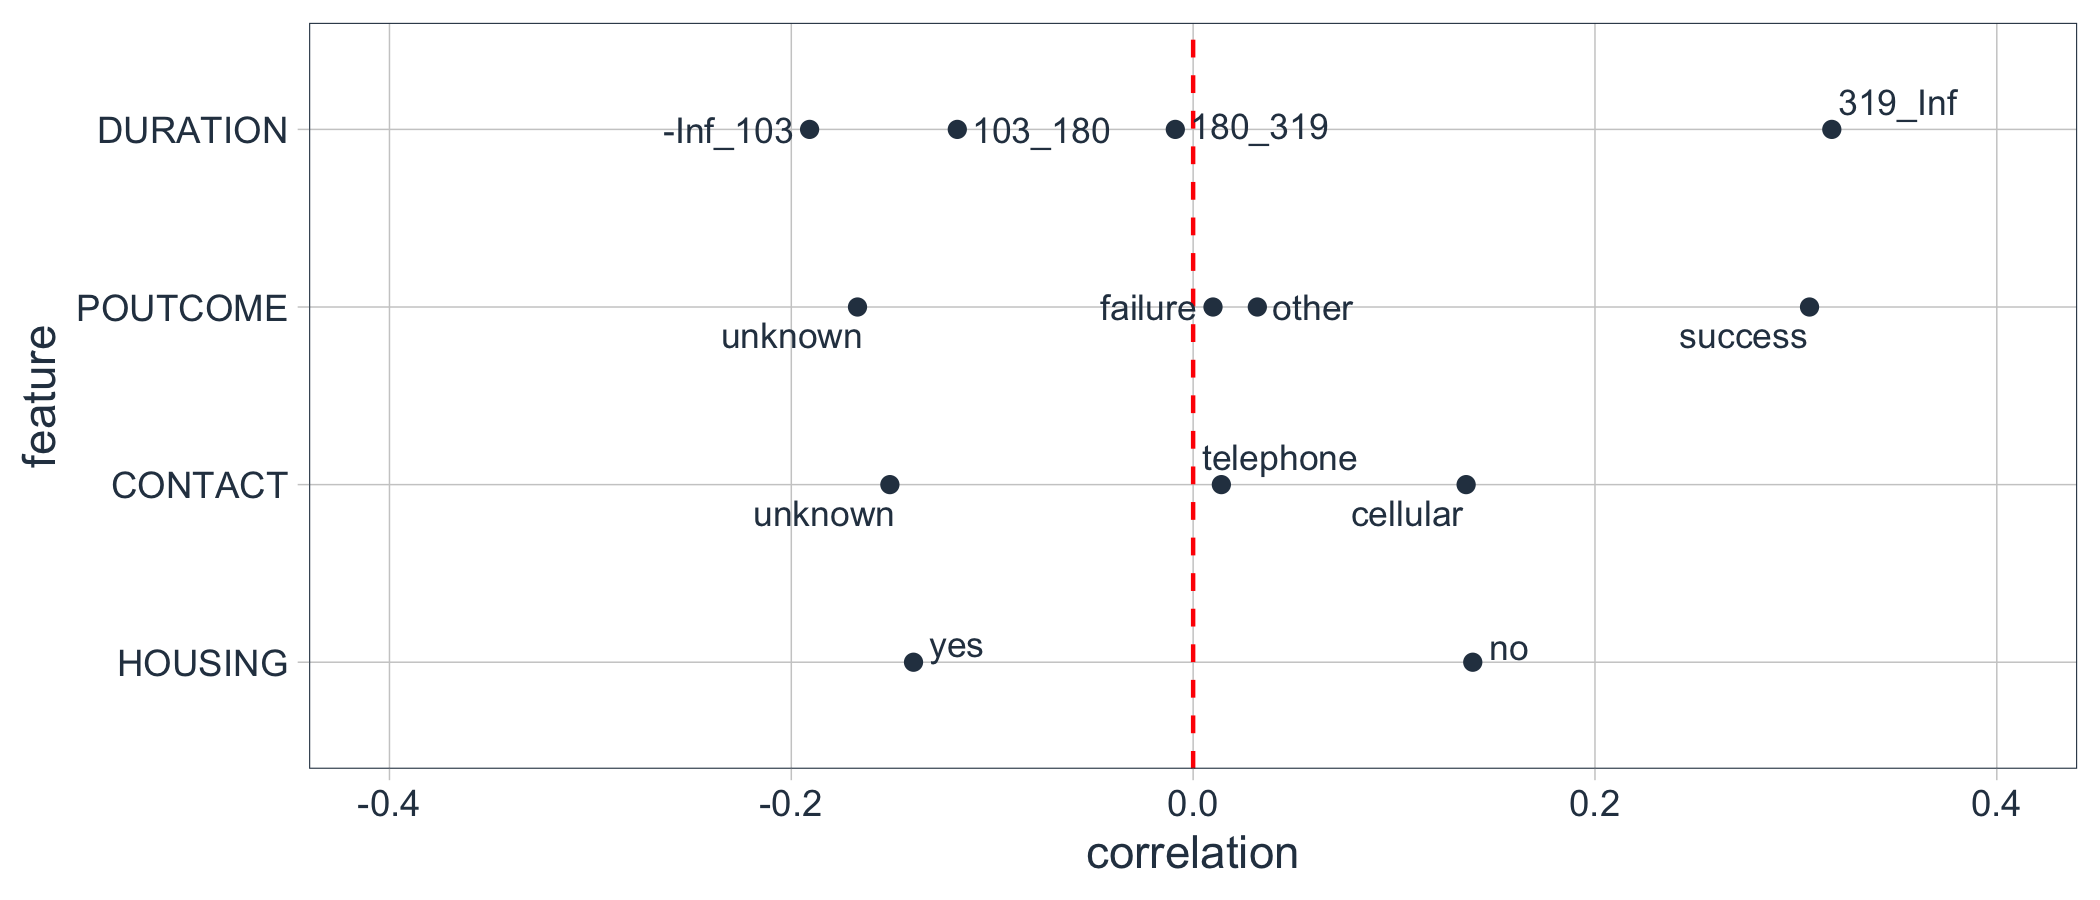 DURATION
-Inf_103
103_180
180_319
319_Inf
POUTCOME
unknown
failure
other
success
CONTACT
unknown
telephone
cellular
HOUSING
yes
no
feature
-0.4
-0.2
0.0
0.2
0.4
correlation